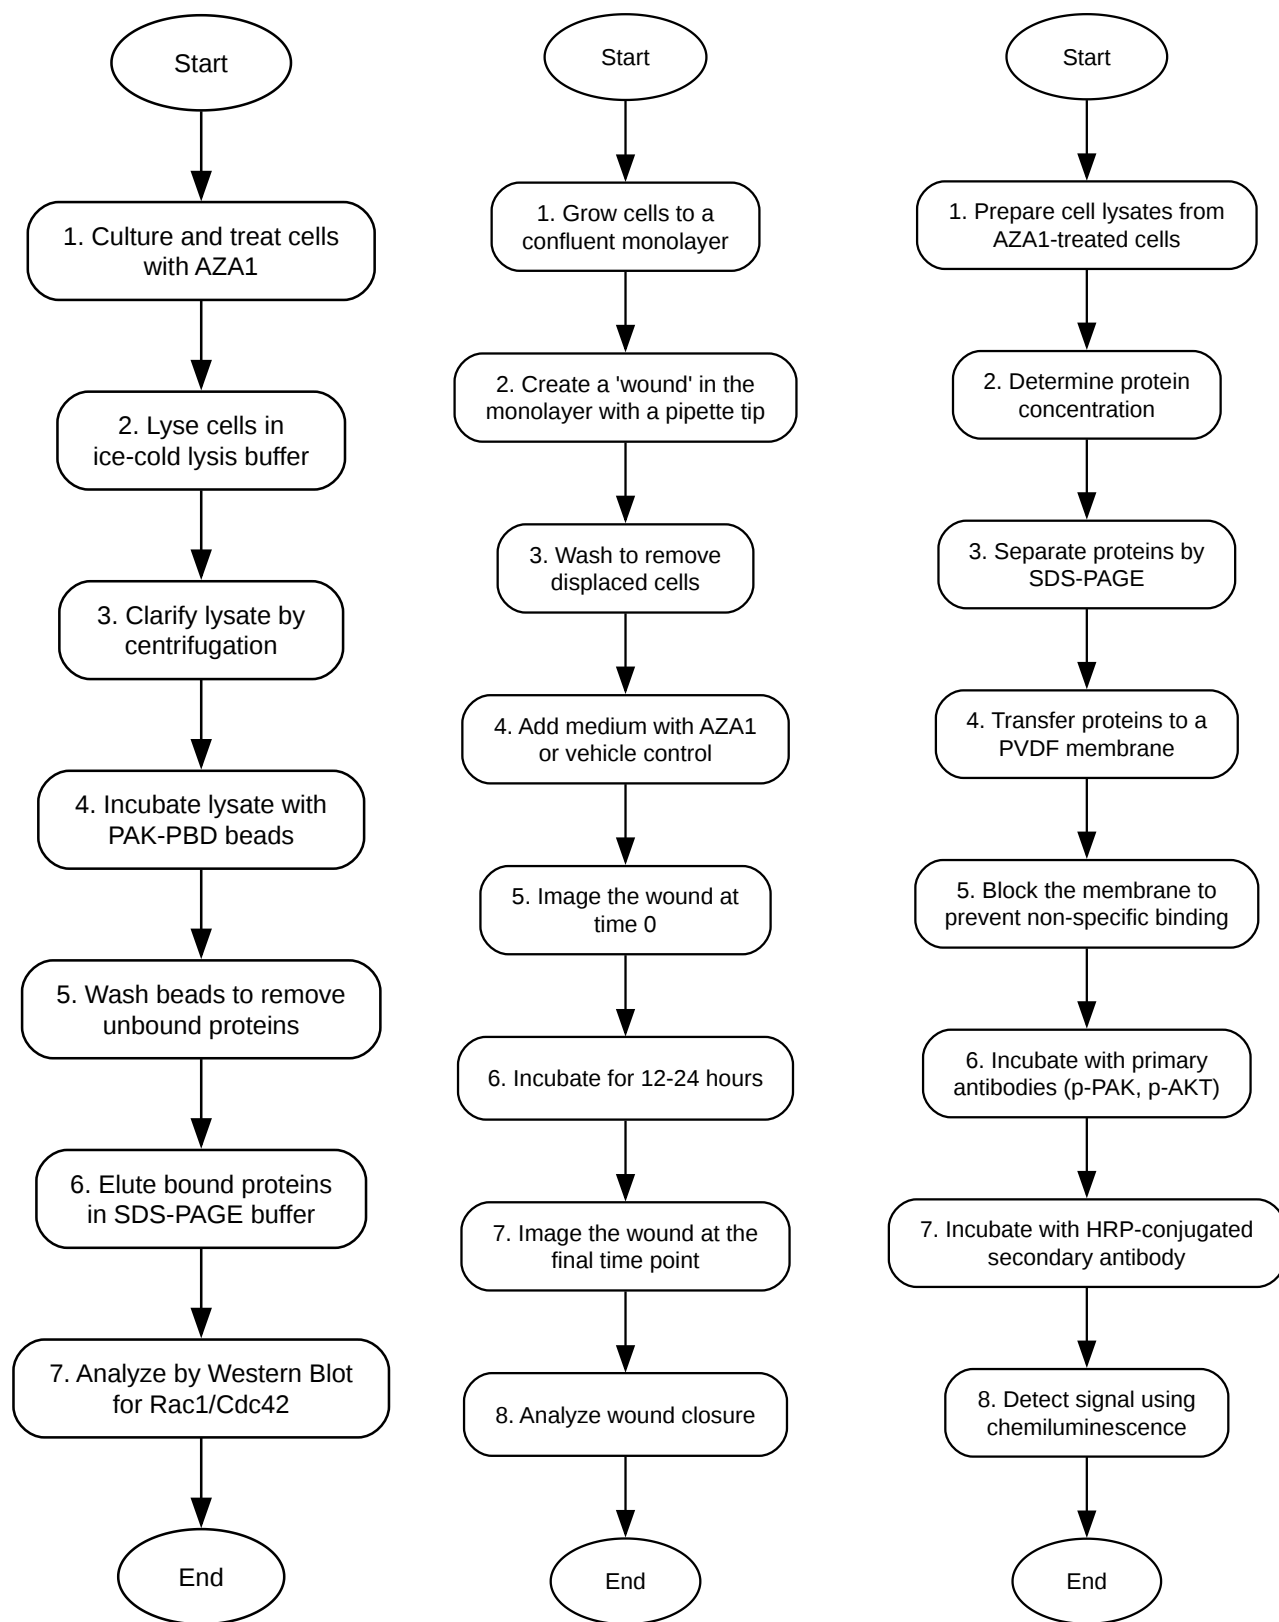 Start
1. Culture and treat cells
with AZA1
2. Lyse cells in
ice-cold lysis buffer
3. Clarify lysate by
centrifugation
4. Incubate lysate with
PAK-PBD beads
5. Wash beads to remove
unbound proteins
6. Elute bound proteins
in SDS-PAGE buffer
7. Analyze by Western Blot
for Rac1/Cdc42
End
Start
1. Grow cells to a
confluent monolayer
2. Create a 'wound' in the
monolayer with a pipette tip
3. Wash to remove
displaced cells
4. Add medium with AZA1
or vehicle control
5. Image the wound at
time 0
6. Incubate for 12-24 hours
7. Image the wound at the
final time point
8. Analyze wound closure
End
Start
1. Prepare cell lysates from
AZA1-treated cells
2. Determine protein
concentration
3. Separate proteins by
SDS-PAGE
4. Transfer proteins to a
PVDF membrane
5. Block the membrane to
prevent non-specific binding
6. Incubate with primary
antibodies (p-PAK, p-AKT)
7. Incubate with HRP-conjugated
secondary antibody
8. Detect signal using
chemiluminescence
End